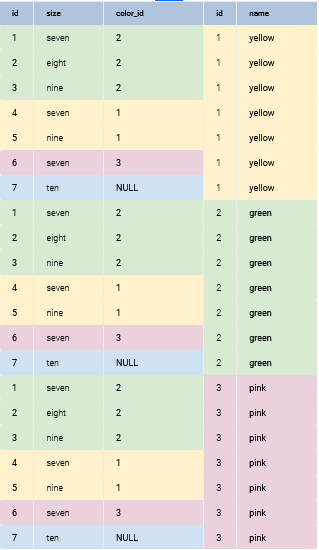 id size color_id id name
1 seven 2 1 yellow
2 eight 2 1 yellow
3 nine 2 1 yellow
4 seven 1 1 yellow
5 nine 1 1 yellow
6 seven 3 1 yellow
7 ten NULL 1 yellow
1 seven 2 2 green
2 eight 2 2 green
3 nine 2 2 green
4 seven 1 2 green
5 nine 1 2 green
6 seven 3 2 green
7 ten NULL 2 green
1 seven 2 3 pink
2 eight 2 3 pink
3 nine 2 3 pink
4 seven 1 3 pink
5 nine 1 3 pink
6 seven 3 3 pink
7 ten NULL 3 pink